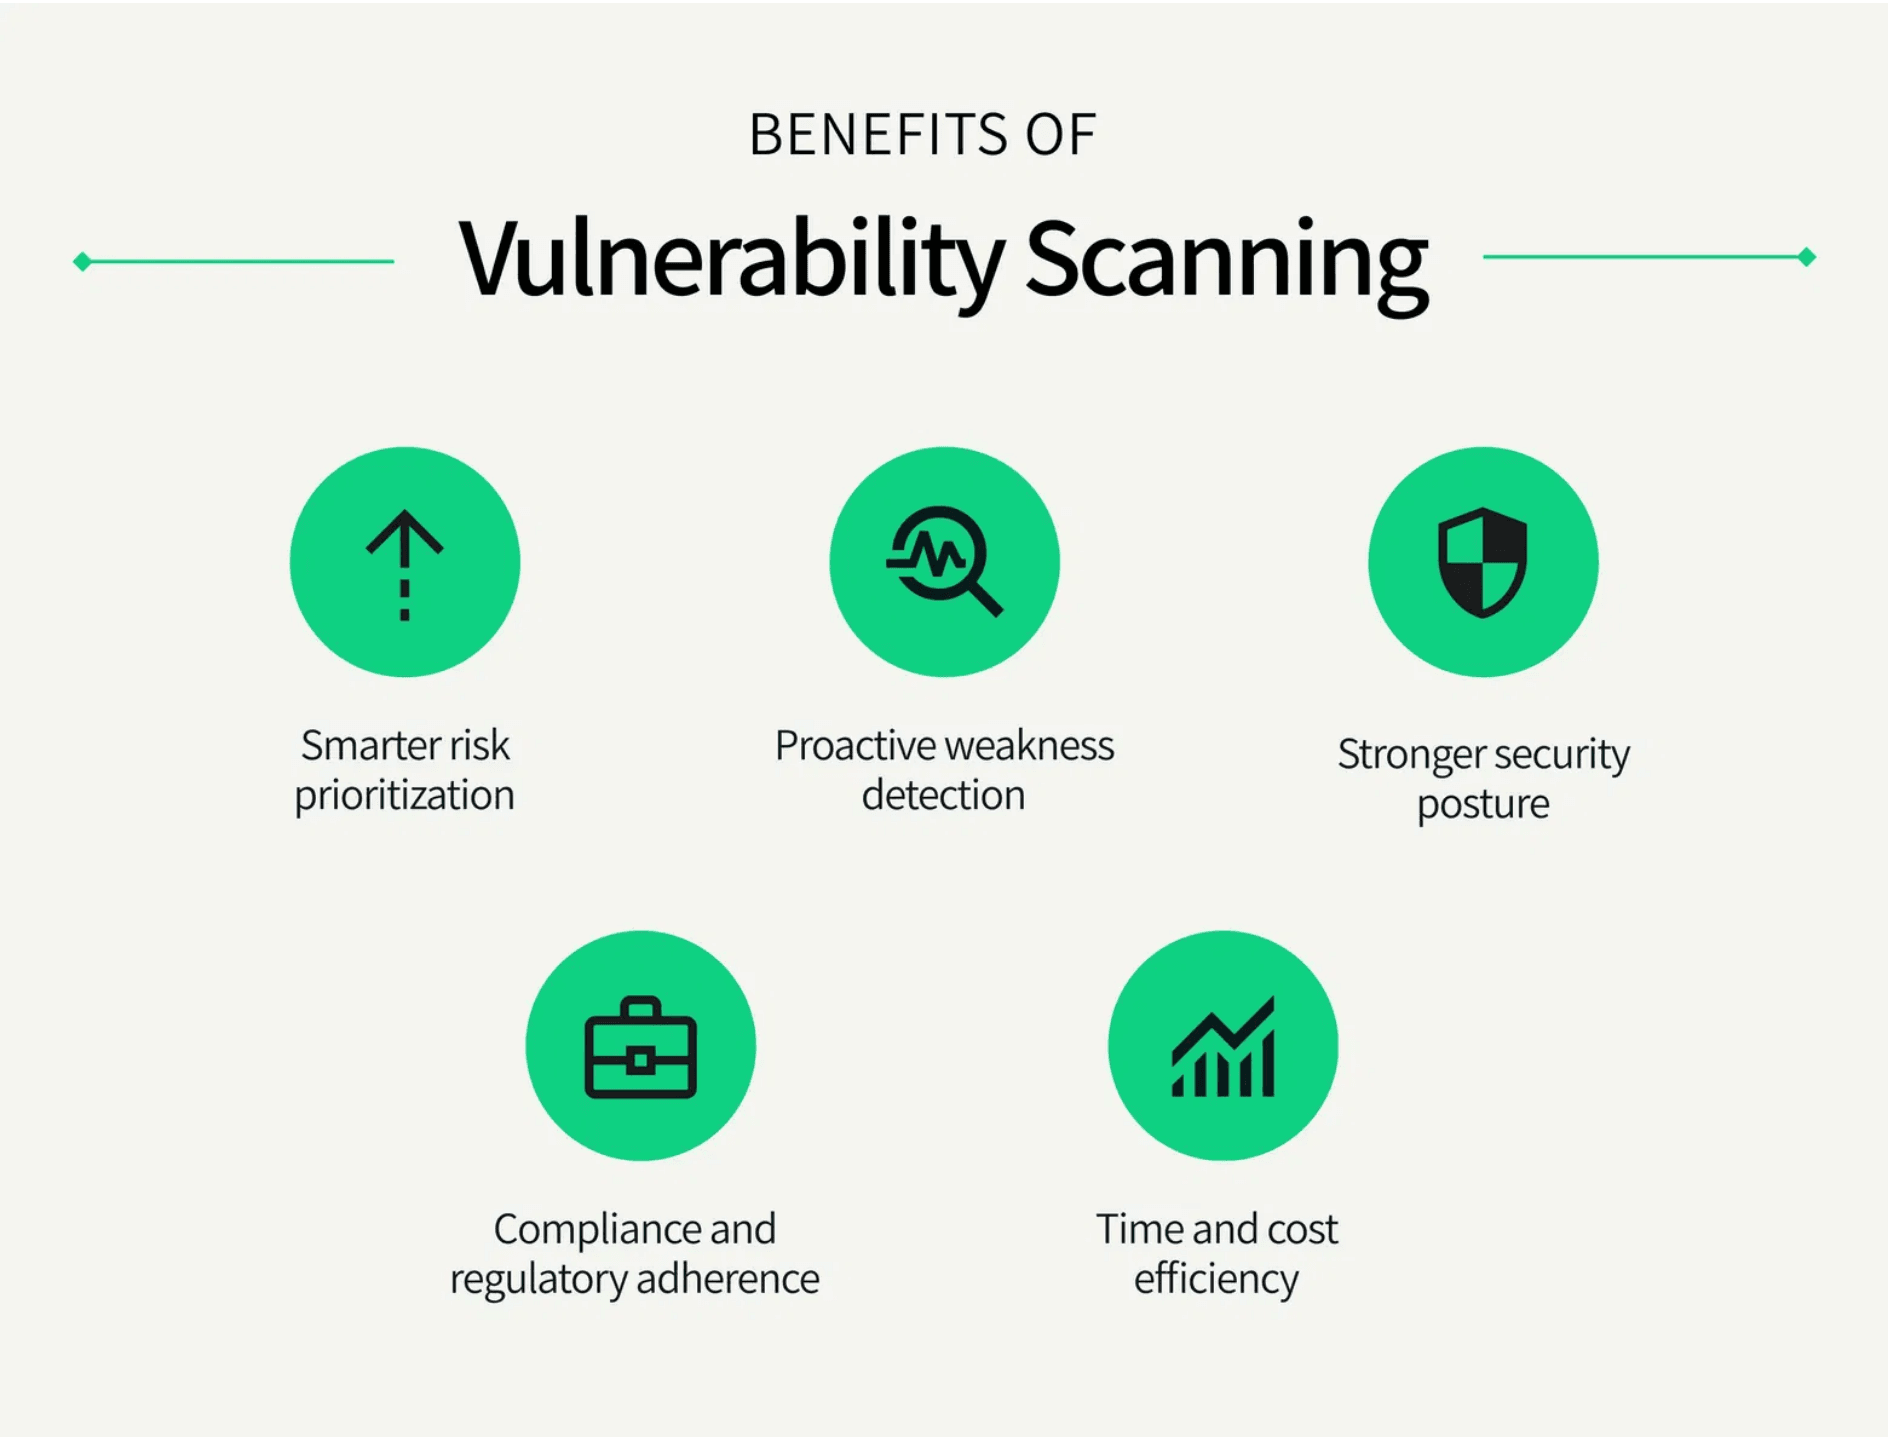 BENEFITS OF
Vulnerability Scanning
Smarter risk
prioritization
Proactive weakness
detection
Stronger security
posture
Compliance and
regulatory adherence
Time and cost
efficiency